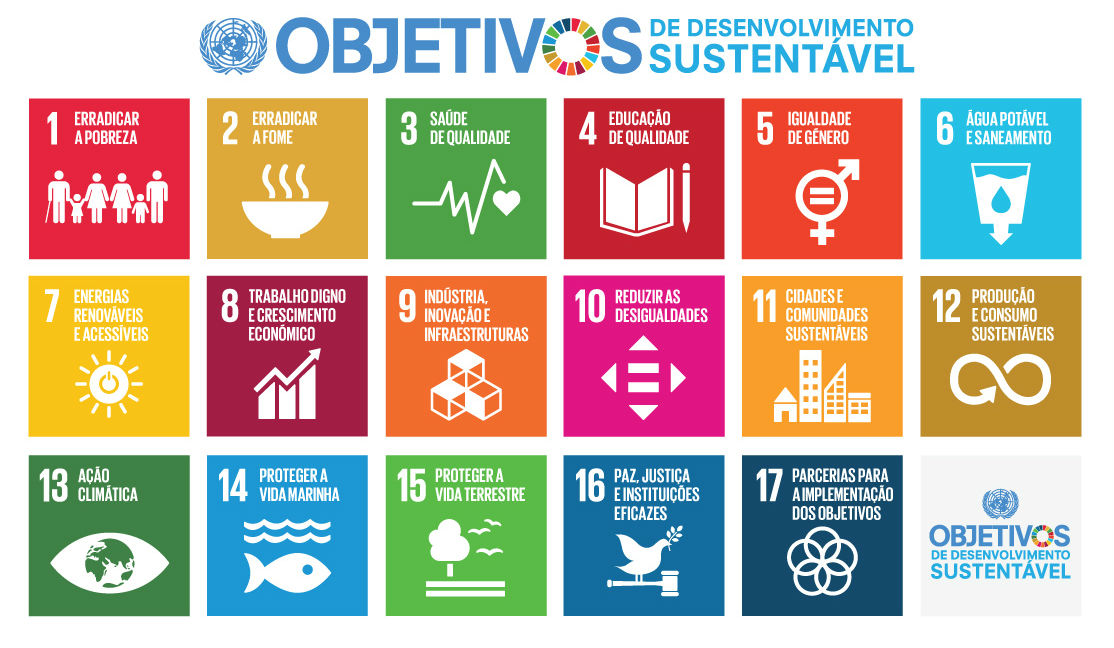 OBJETIVOS
DE DESENVOLVIMENTO
SUSTENTÁVEL
1 ERRADICAR
A POBREZA
2 ERRADICAR
A FOME
3 SAÚDE
DE QUALIDADE
4 EDUCAÇÃO
DE QUALIDADE
5 IGUALDADE
DE GÉNERO
6 ÁGUA POTÁVEL
E SANEAMENTO
7 ENERGIAS
RENOVÁVEIS
E ACESSÍVEIS
8 TRABALHO DIGNO
E CRESCIMENTO
ECONÓMICO
9 INDÚSTRIA,
INOVAÇÃO E
INFRAESTRUTURAS
10 REDUZIR AS
DESIGUALDADES
11 CIDADES E
COMUNIDADES
SUSTENTÁVEIS
12 PRODUÇÃO
E CONSUMO
SUSTENTÁVEIS
13 AÇÃO
CLIMÁTICA
14 PROTEGER A
VIDA MARINHA
15 PROTEGER A
VIDA TERRESTRE
16 PAZ, JUSTIÇA
E INSTITUIÇÕES
EFICAZES
17 PARCERIAS PARA
A IMPLEMENTAÇÃO
DOS OBJETIVOS
OBJETIVOS
DE DESENVOLVIMENTO
SUSTENTÁVEL